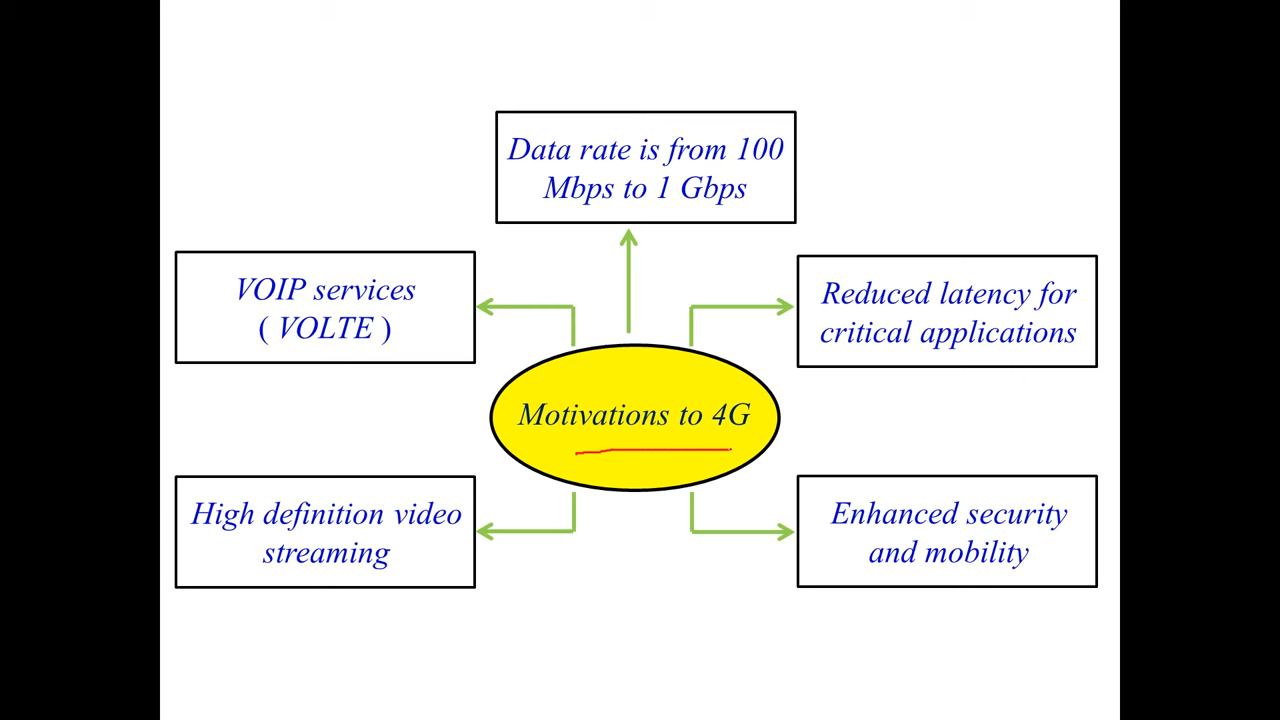 Data rate is from 100
Mbps to 1 Gbps
VOIP services
( VOLTE )
Reduced latency for
critical applications
Motivations to 4G
High definition video
streaming
Enhanced security
and mobility